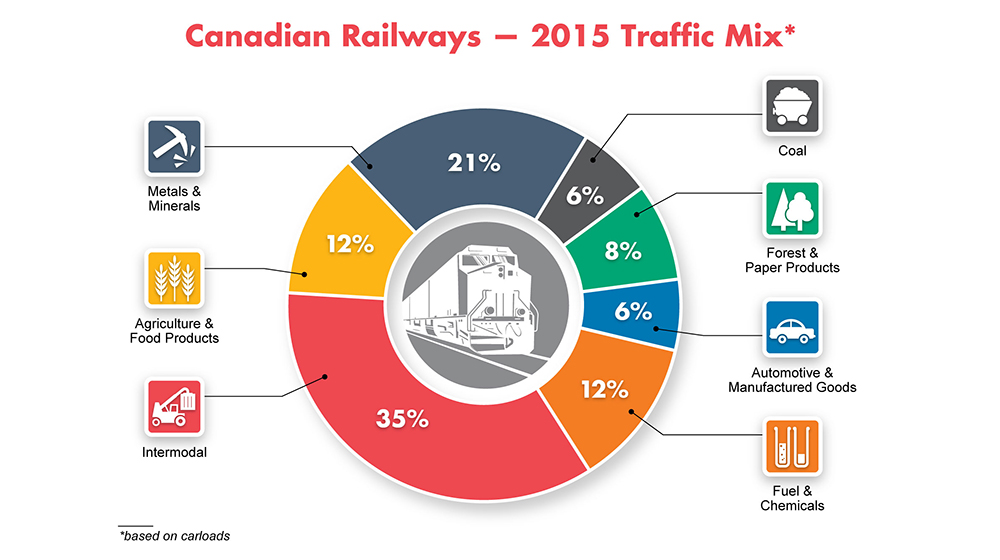 Canadian Railways — 2015 Traffic Mix*
21%
6%
8%
6%
12%
35%
12%
Metals &
Minerals
Agriculture &
Food Products
Intermodal
Coal
Forest &
Paper Products
Automotive &
Manufactured Goods
Fuel &
Chemicals
*based on carloads